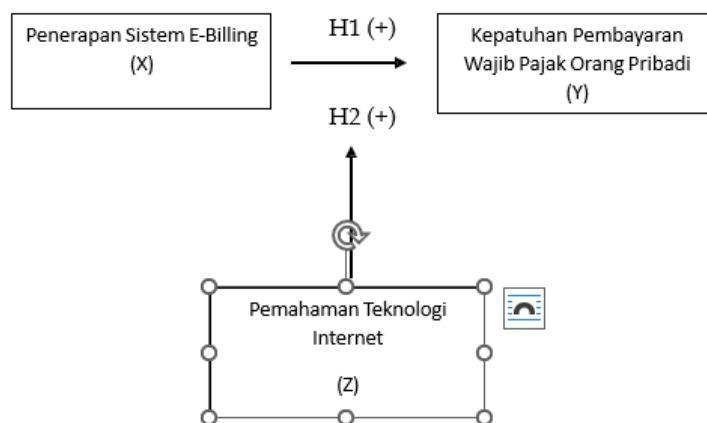 Penerapan Sistem E-Billing
(X)
H1 (+)
Kepatuhan Pembayaran
Wajib Pajak Orang Pribadi
(Y)
H2 (+)
Pemahaman Teknologi
Internet
(Z)